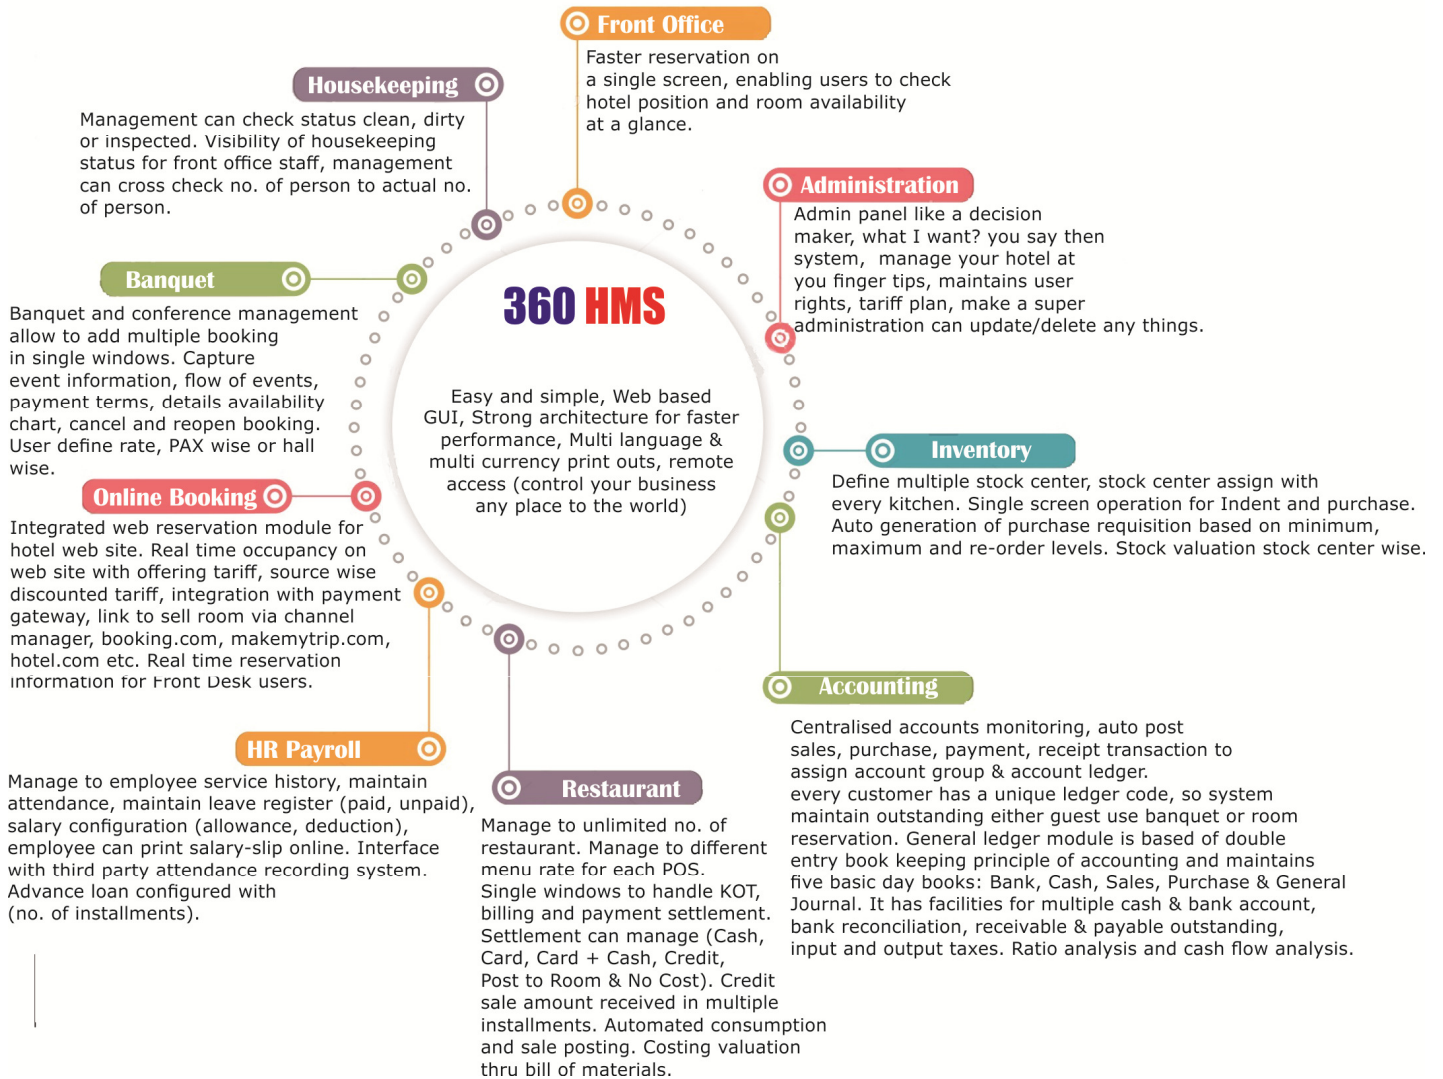 Front Office
Faster reservation on
a single screen, enabling users to check
hotel position and room availability
at a glance.
Housekeeping
Management can check status clean, dirty
or inspected. Visibility of housekeeping
status for front office staff, management
can cross check no. of person to actual no.
of person.
Administration
Admin panel like a decision
maker, what I want? you say then
system, manage your hotel at
you finger tips, maintains user
rights, tariff plan, make a super
administration can update/delete any things.
Banquet
Banquet and conference management
allow to add multiple booking
in single windows. Capture
event information, flow of events,
payment terms, details availability
chart, cancel and reopen booking.
User define rate, PAX wise or hall
wise.
360 HMS
Easy and simple, Web based
GUI, Strong architecture for faster
performance, Multi language &
multi currency print outs, remote
access (control your business
any place to the world)
Inventory
Define multiple stock center, stock center assign with
every kitchen. Single screen operation for Indent and purchase.
Auto generation of purchase requisition based on minimum,
maximum and re-order levels. Stock valuation stock center wise.
Online Booking
Integrated web reservation module for
hotel web site. Real time occupancy on
web site with offering tariff, source wise
discounted tariff, integration with payment
gateway, link to sell room via channel
manager, booking.com, makemytrip.com,
hotel.com etc. Real time reservation
information for Front Desk users.
Accounting
Centralised accounts monitoring, auto post
sales, purchase, payment, receipt transaction to
assign account group & account ledger.
every customer has a unique ledger code, so system
maintain outstanding either guest use banquet or room
reservation. General ledger module is based of double
entry book keeping principle of accounting and maintains
five basic day books: Bank, Cash, Sales, Purchase & General
Journal. It has facilities for multiple cash & bank account,
bank reconciliation, receivable & payable outstanding,
input and output taxes. Ratio analysis and cash flow analysis.
HR Payroll
Manage to employee service history, maintain
attendance, maintain leave register (paid, unpaid),
salary configuration (allowance, deduction),
employee can print salary-slip online. Interface
with third party attendance recording system.
Advance loan configured with
(no. of installments).
Restaurant
Manage to unlimited no. of
restaurant. Manage to different
menu rate for each POS.
Single windows to handle KOT,
billing and payment settlement.
Settlement can manage (Cash,
Card, Card + Cash, Credit,
Post to Room & No Cost). Credit
sale amount received in multiple
installments. Automated consumption
and sale posting. Costing valuation
thru bill of materials.